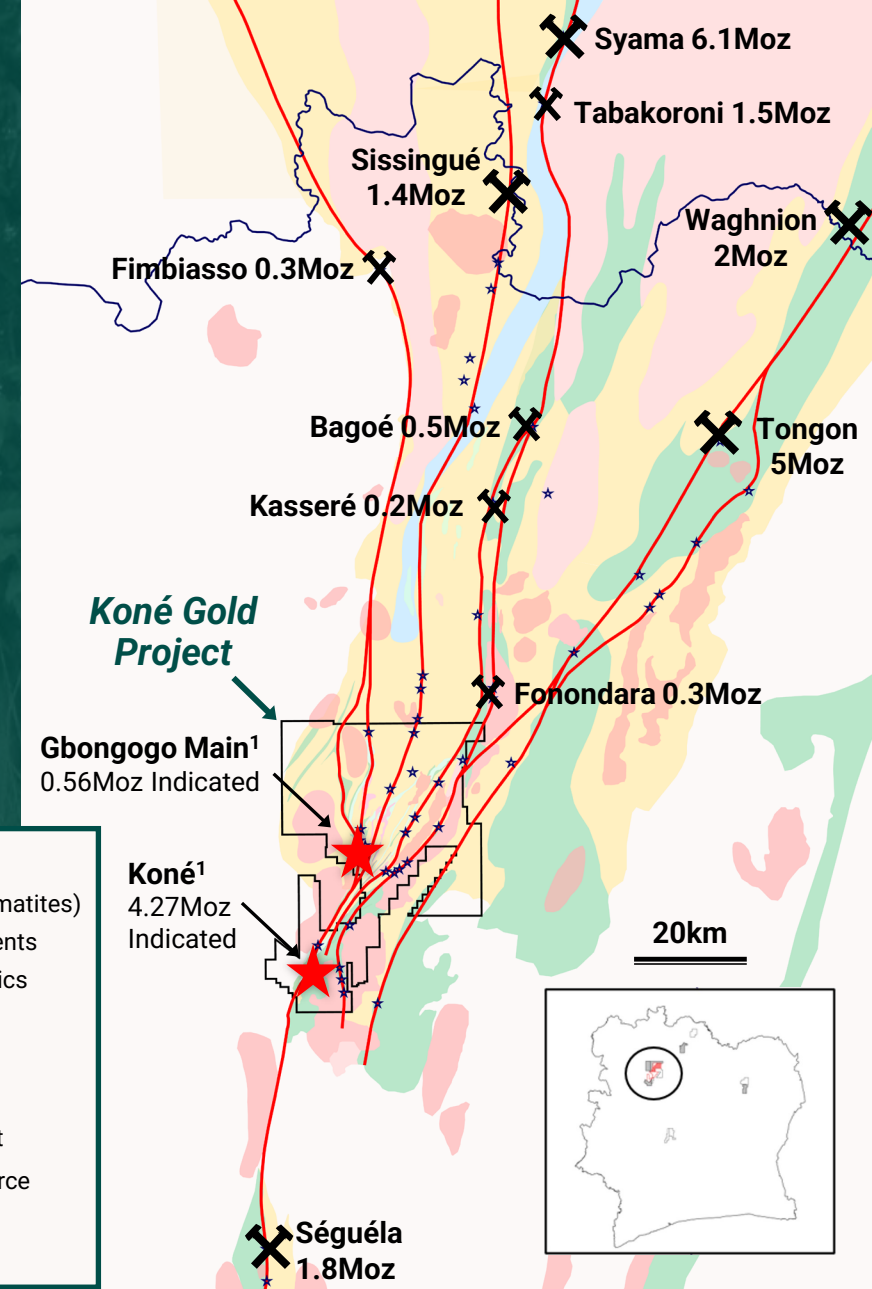 Syama 6.1Moz
Tabakoroni 1.5Moz
Sissingué
1.4Moz
Waghnion
2Moz
Fimbiasso 0.3Moz
Bagoé 0.5Moz
Tongon
5Moz
Kasseré 0.2Moz
Koné Gold
Project
Fonondara 0.3Moz
Gbongogo Main¹
0.56Moz Indicated
Koné¹
4.27Moz
Indicated
20km
Séguéla
1.8Moz